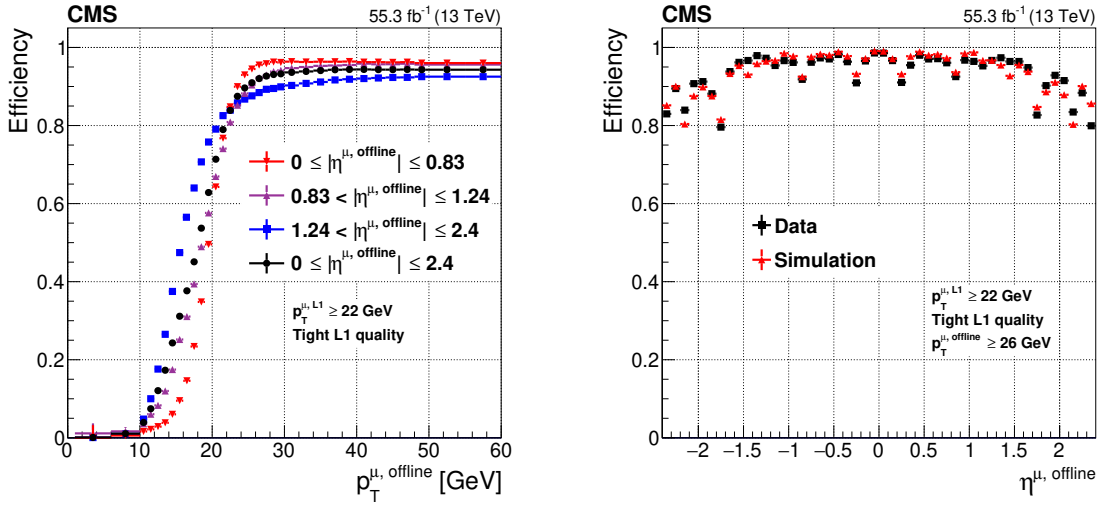 CMS 55.3 fb⁻¹ (13 TeV)
Efficiency
1
0.8
0.6
0.4
0.2
0
0 ≤ |η^μ, offline| ≤ 0.83
0.83 < |η^μ, offline| ≤ 1.24
1.24 < |η^μ, offline| ≤ 2.4
0 ≤ |η^μ, offline| ≤ 2.4
p_T^μ, L1 ≥ 22 GeV
Tight L1 quality
0 10 20 30 40 50 60
p_T^μ, offline [GeV]
CMS 55.3 fb⁻¹ (13 TeV)
Efficiency
1
0.8
0.6
0.4
0.2
0
Data
Simulation
p_T^μ, L1 ≥ 22 GeV
Tight L1 quality
p_T^μ, offline ≥ 26 GeV
−2 −1.5 −1 −0.5 0 0.5 1 1.5 2
η^μ, offline